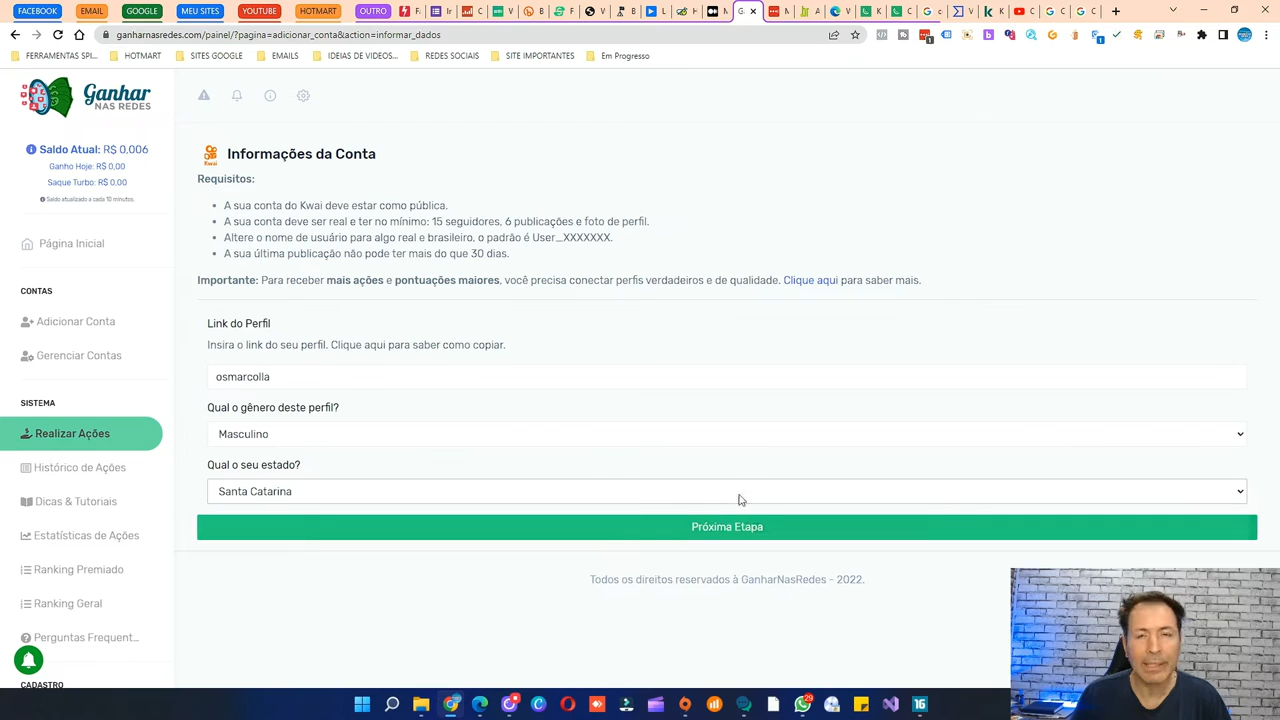 FACEBOOK EMAIL GOOGLE MEU SITES YOUTUBE HOTMART OUTRO
ganharnasredes.com/painel/?pagina=adicionar_conta&action=informar_dados
FERRAMENTAS SPI... HOTMART SITES GOOGLE EMAILS IDEIAS DE VIDEOS... REDES SOCIAIS SITE IMPORTANTES Em Progresso
Ganhar
NAS REDES
Saldo Atual: R$ 0,006
Ganho Hoje: R$ 0,00
Saque Turbo: R$ 0,00
Saldo atualizado a cada 10 minutos.
Página Inicial
CONTAS
Adicionar Conta
Gerenciar Contas
SISTEMA
Realizar Ações
Histórico de Ações
Dicas & Tutoriais
Estatísticas de Ações
Ranking Premiado
Ranking Geral
Perguntas Frequent...
CADASTRO
Kwai
Informações da Conta
Requisitos:
A sua conta do Kwai deve estar como pública.
A sua conta deve ser real e ter no mínimo: 15 seguidores, 6 publicações e foto de perfil.
Altere o nome de usuário para algo real e brasileiro, o padrão é User_XXXXXXX.
A sua última publicação não pode ter mais do que 30 dias.
Importante: Para receber mais ações e pontuações maiores, você precisa conectar perfis verdadeiros e de qualidade. Clique aqui para saber mais.
Link do Perfil
Insira o link do seu perfil. Clique aqui para saber como copiar.
osmarcolla
Qual o gênero deste perfil?
Masculino
Qual o seu estado?
Santa Catarina
Próxima Etapa
Todos os direitos reservados à GanharNasRedes - 2022.